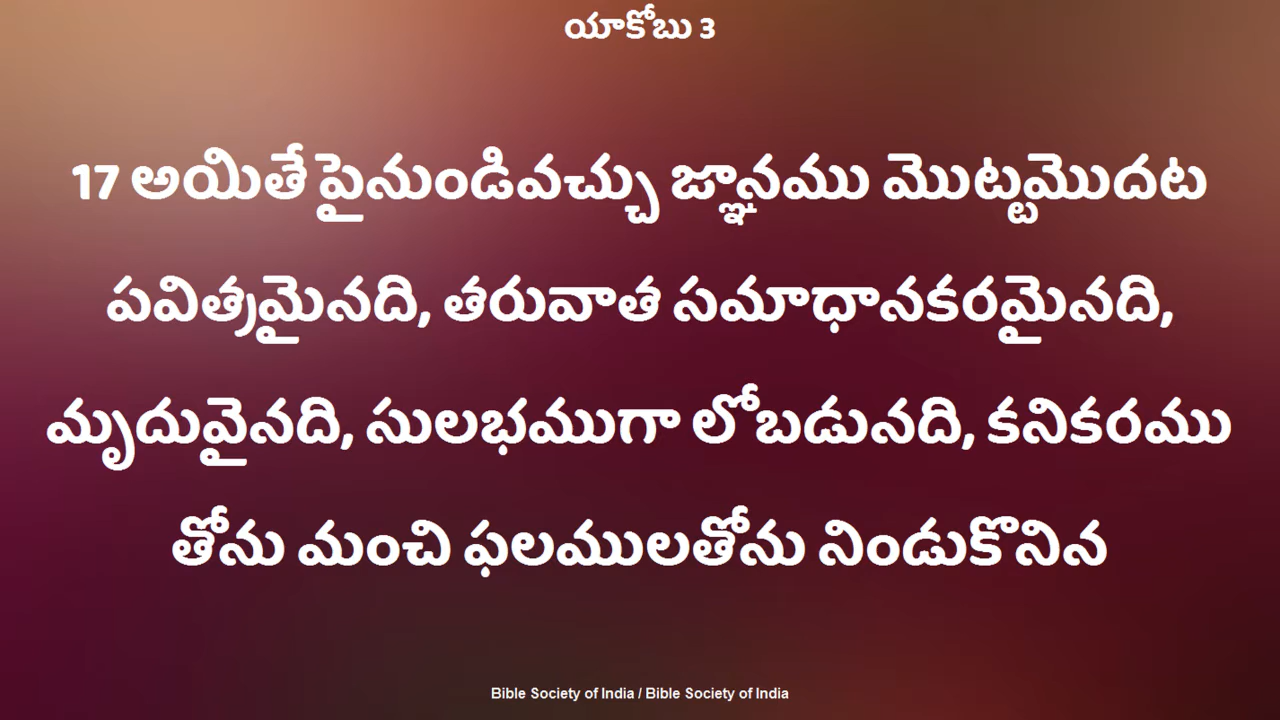 యాకోబు 3
17 అయితే పైనుండివచ్చు జ్ఞానము మొట్టమొదట
పవిత్రమైనది, తరువాత సమాధానకరమైనది,
మృదువైనది, సులభముగా లోబడునది, కనికరము
తోను మంచి ఫలములతోను నిండుకొనిన
Bible Society of India / Bible Society of India